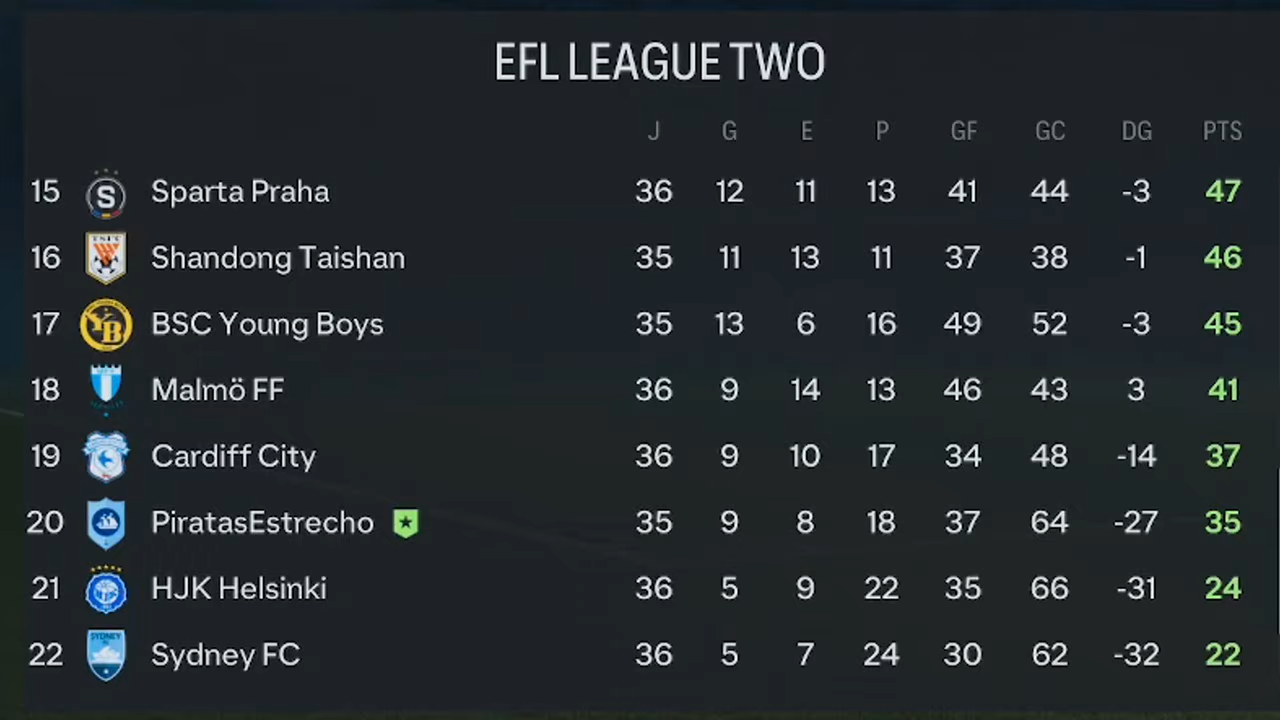 EFL LEAGUE TWO
J G E P GF GC DG PTS
15 Sparta Praha 36 12 11 13 41 44 -3 47
16 Shandong Taishan 35 11 13 11 37 38 -1 46
17 BSC Young Boys 35 13 6 16 49 52 -3 45
18 Malmö FF 36 9 14 13 46 43 3 41
19 Cardiff City 36 9 10 17 34 48 -14 37
20 PiratasEstrecho 35 9 8 18 37 64 -27 35
21 HJK Helsinki 36 5 9 22 35 66 -31 24
22 Sydney FC 36 5 7 24 30 62 -32 22